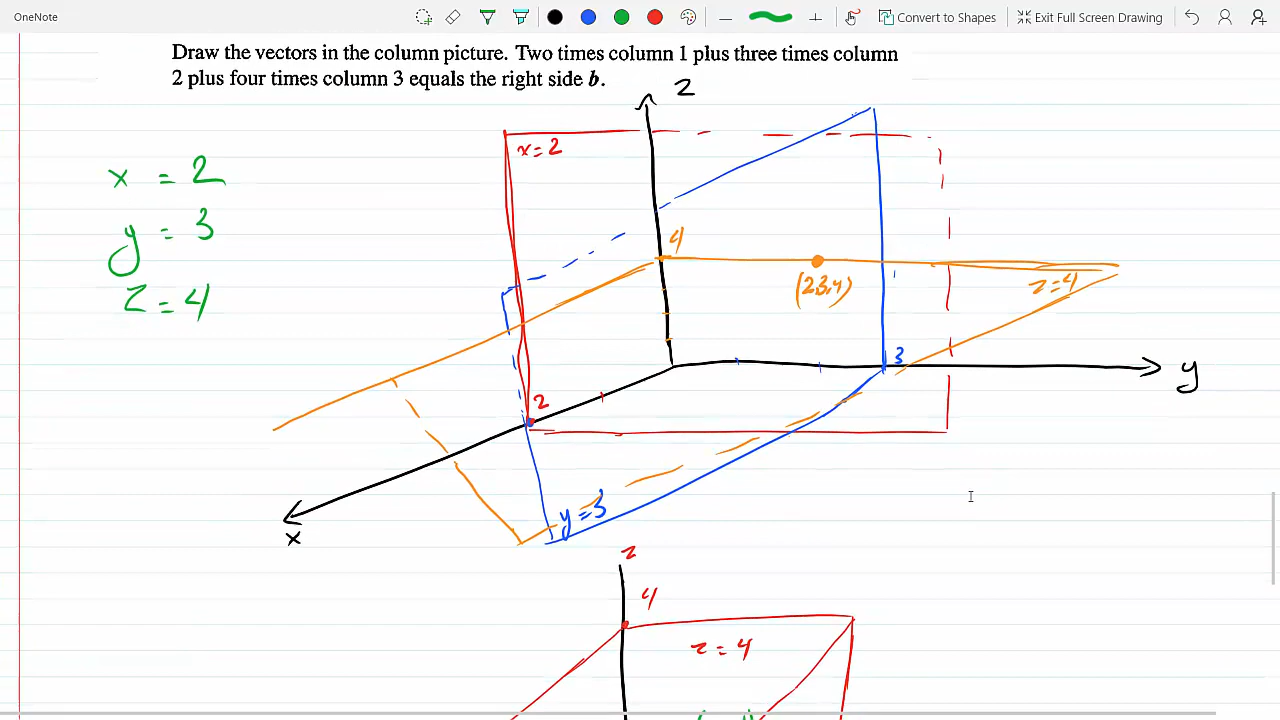 OneNote
Convert to Shapes
Exit Full Screen Drawing
Draw the vectors in the column picture. Two times column 1 plus three times column
2 plus four times column 3 equals the right side b.
z
x = 2
x = 2
y = 3
z = 4
4
(2,3,4)
z = 4
3
y
2
y = 3
x
z
4
z = 4